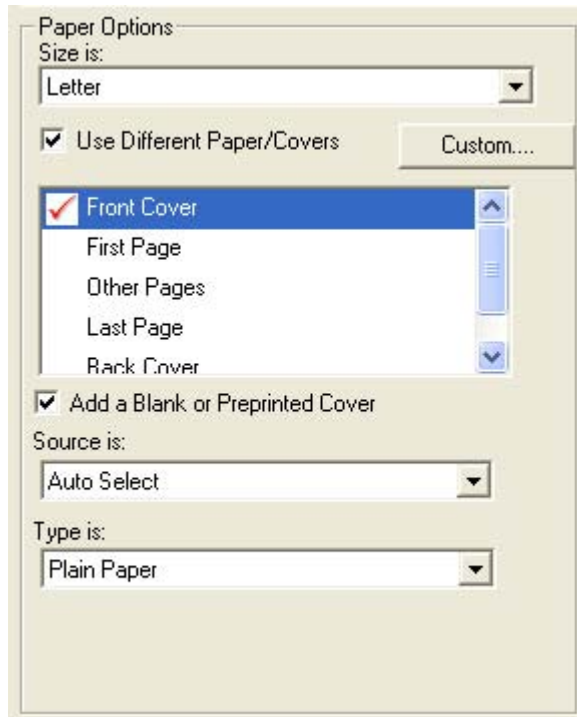 Paper Options
Size is:
Letter
Use Different Paper/Covers
Custom....
Front Cover
First Page
Other Pages
Last Page
Back Cover
Add a Blank or Preprinted Cover
Source is:
Auto Select
Type is:
Plain Paper